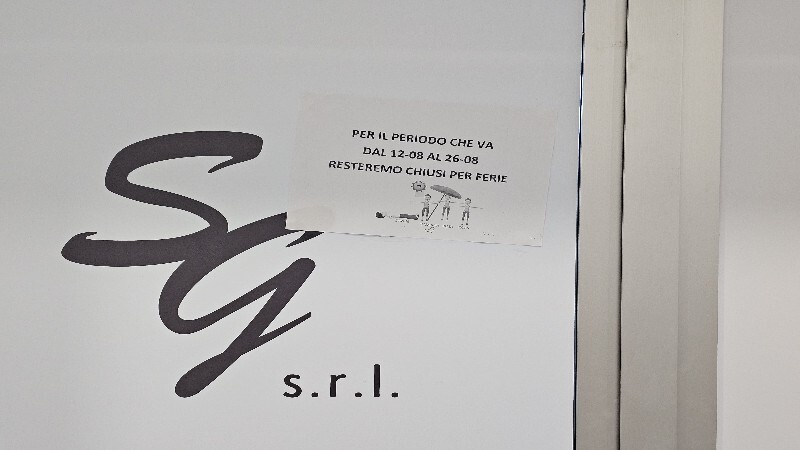 PER IL PERIODO CHE VA
DAL 12-08 AL 26-08
RESTEREMO CHIUSI PER FERIE
SG
s.r.l.